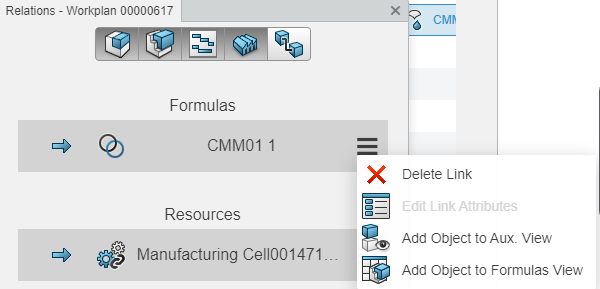 Relations - Workplan 00000617
CMM
Formulas
CMM01 1
Delete Link
Edit Link Attributes
Resources
Add Object to Aux. View
Manufacturing Cell001471...
Add Object to Formulas View